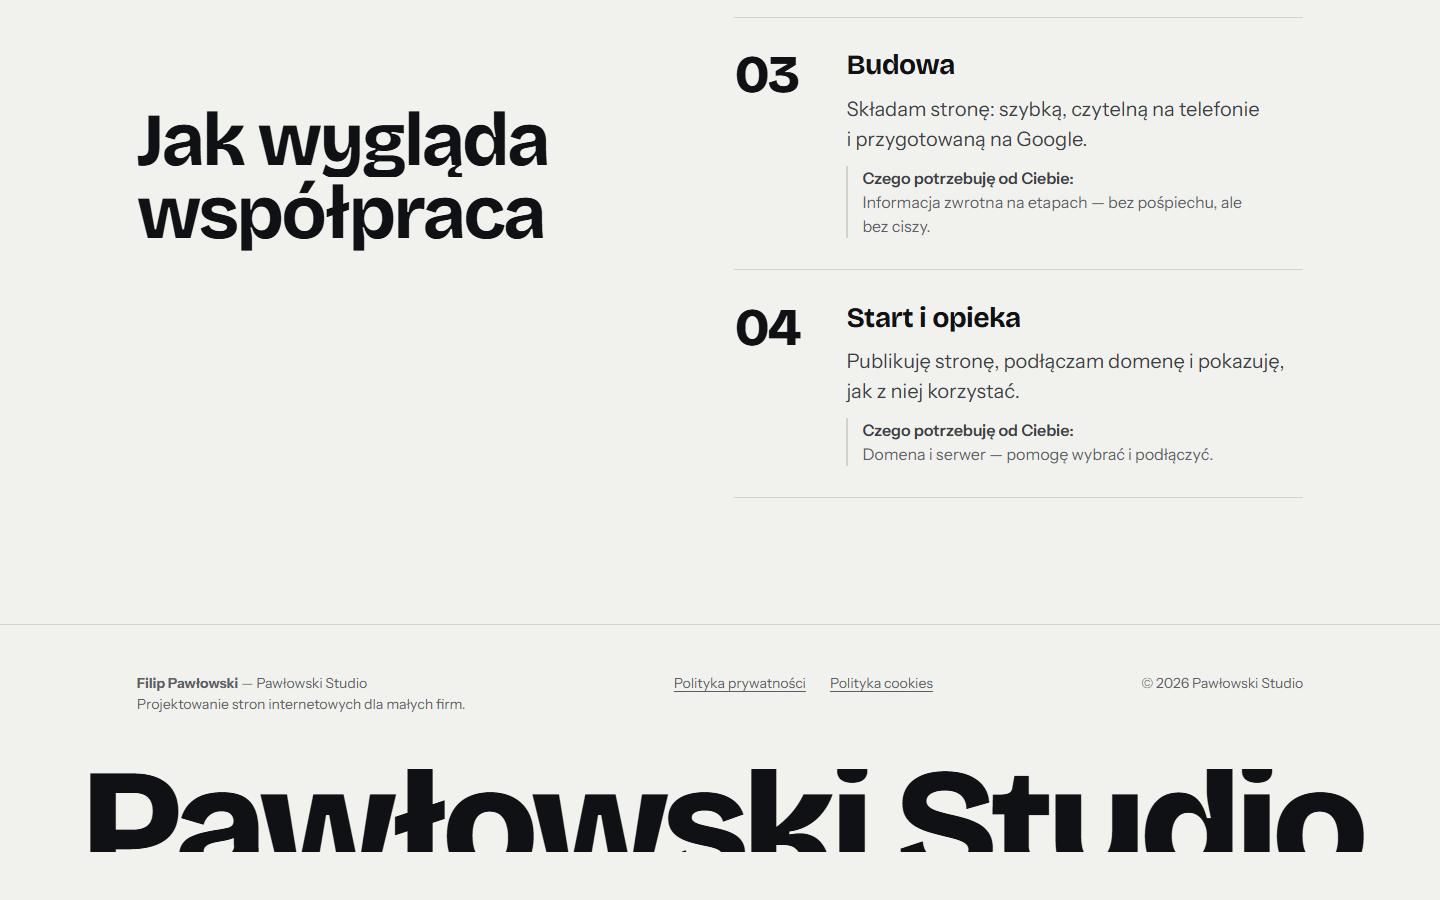 Jak wygląda
współpraca
03
Budowa
Składam stronę: szybką, czytelną na telefonie
i przygotowaną na Google.
Czego potrzebuję od Ciebie:
Informacja zwrotna na etapach — bez pośpiechu, ale
bez ciszy.
04
Start i opieka
Publikuję stronę, podłączam domenę i pokazuję,
jak z niej korzystać.
Czego potrzebuję od Ciebie:
Domena i serwer — pomogę wybrać i podłączyć.
Filip Pawłowski — Pawłowski Studio
Projektowanie stron internetowych dla małych firm.
Polityka prywatności
Polityka cookies
© 2026 Pawłowski Studio
Pawłowski Studio